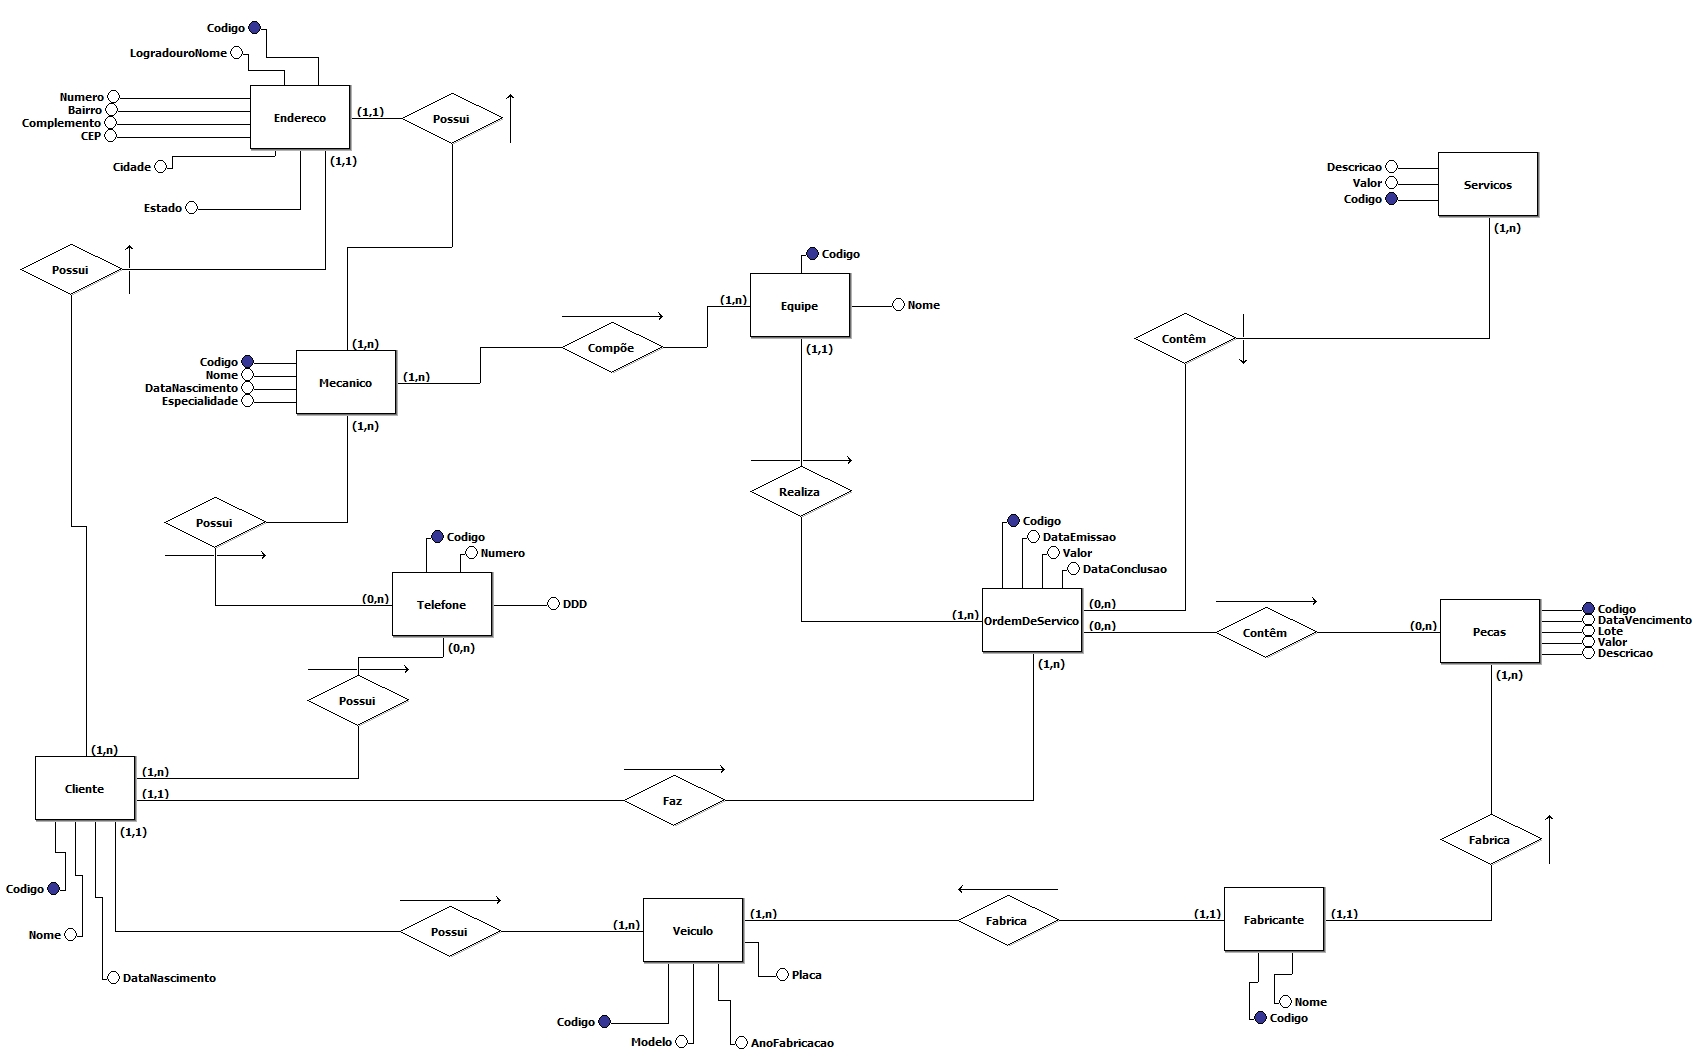 Codigo
LogradouroNome
Numero
Bairro
Complemento
CEP
Cidade
Estado
Endereco
(1,1)
(1,1)
Possui
Possui
Descricao
Valor
Codigo
Servicos
(1,n)
Codigo
Equipe
Nome
(1,n)
(1,1)
Compõe
Contêm
(1,n)
Codigo
Nome
DataNascimento
Especialidade
Mecanico
(1,n)
(1,n)
Realiza
Possui
Codigo
Numero
Telefone
DDD
(0,n)
(0,n)
Possui
Codigo
DataEmissao
Valor
DataConclusao
(1,n)
OrdemDeServico
(0,n)
(0,n)
(1,n)
Contêm
(0,n)
Pecas
Codigo
DataVencimento
Lote
Valor
Descricao
(1,n)
(1,n)
Cliente
(1,n)
(1,1)
(1,1)
Faz
Fabrica
Codigo
Nome
DataNascimento
Possui
(1,n)
Veiculo
(1,n)
Fabrica
(1,1)
Fabricante
(1,1)
Placa
Codigo
Modelo
AnoFabricacao
Nome
Codigo